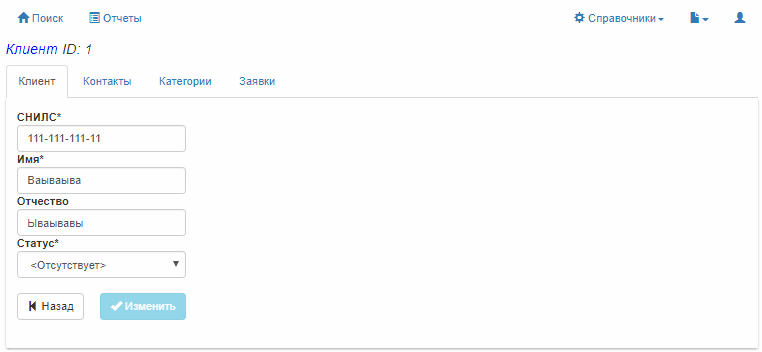 Поиск Отчеты Справочники
Клиент ID: 1
Клиент Контакты Категории Заявки
СНИЛС*
111-111-111-11
Имя*
Ваываыва
Отчество
Ываывавы
Статус*
<Отсутствует>
Назад Изменить